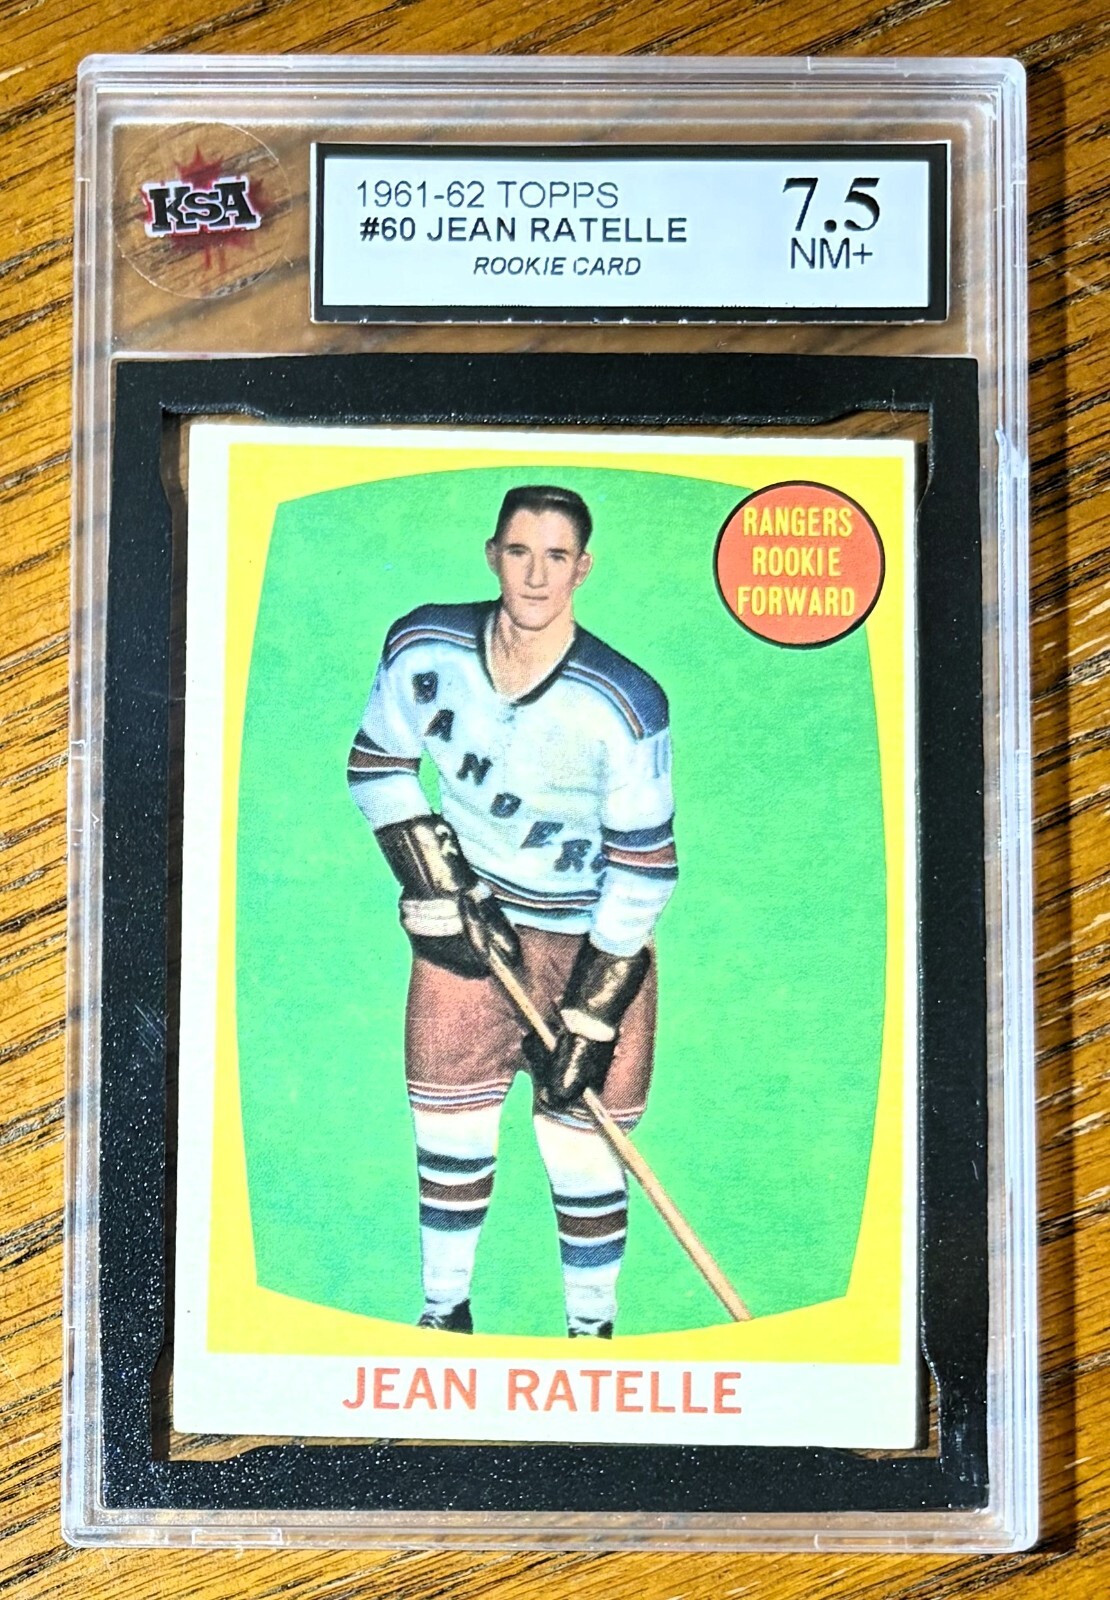 KSA
1961-62 TOPPS
#60 JEAN RATELLE
ROOKIE CARD
7.5
NM+
RANGERS
ROOKIE
FORWARD
RANGERS
JEAN RATELLE